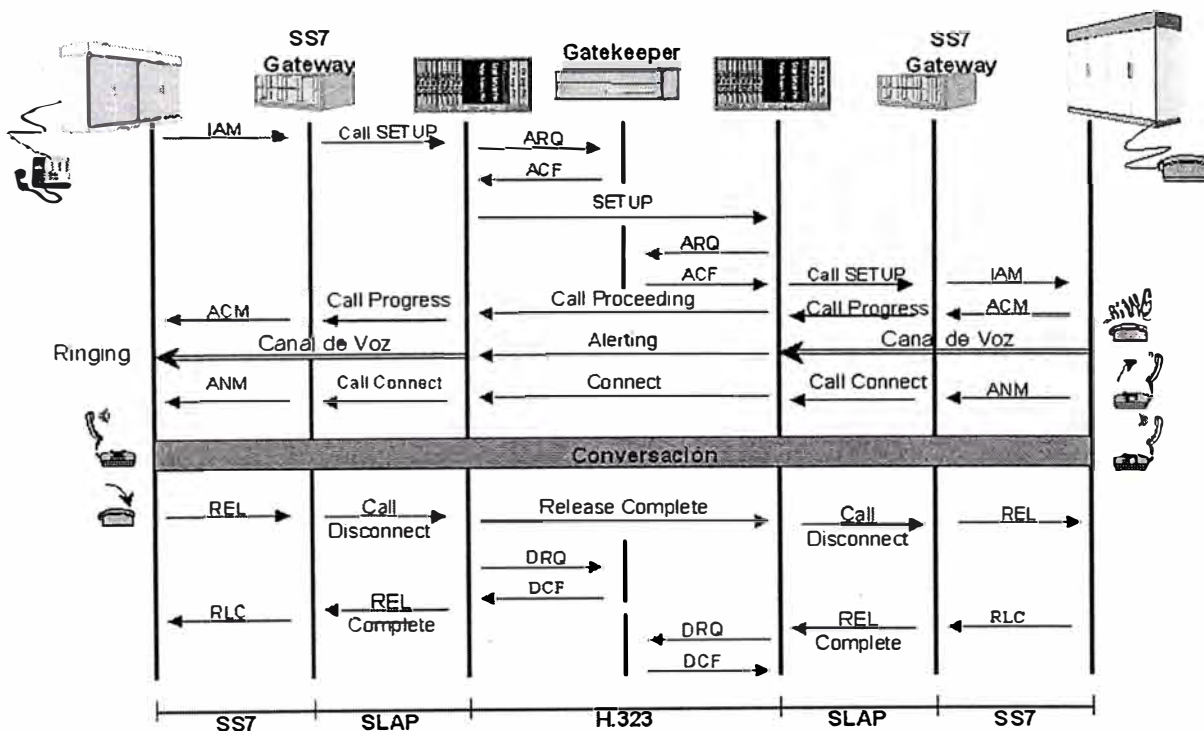 SS7
Gateway
Gatekeeper
SS7
Gateway
IAM
Call SETUP
ARQ
ACF
SETUP
ARQ
ACF
Call SETUP
IAM
ACM
Call Progress
Call Proceeding
Call Progress
ACM
RING
Ringing
Canal de Voz
Alerting
Canal de Voz
ANM
Call Connect
Connect
Call Connect
ANM
Conversación
REL
Call
Disconnect
Release Complete
Call
Disconnect
REL
DRQ
DCF
RLC
REL
Complete
DRQ
DCF
REL
Complete
RLC
SS7
SLAP
H.323
SLAP
SS7